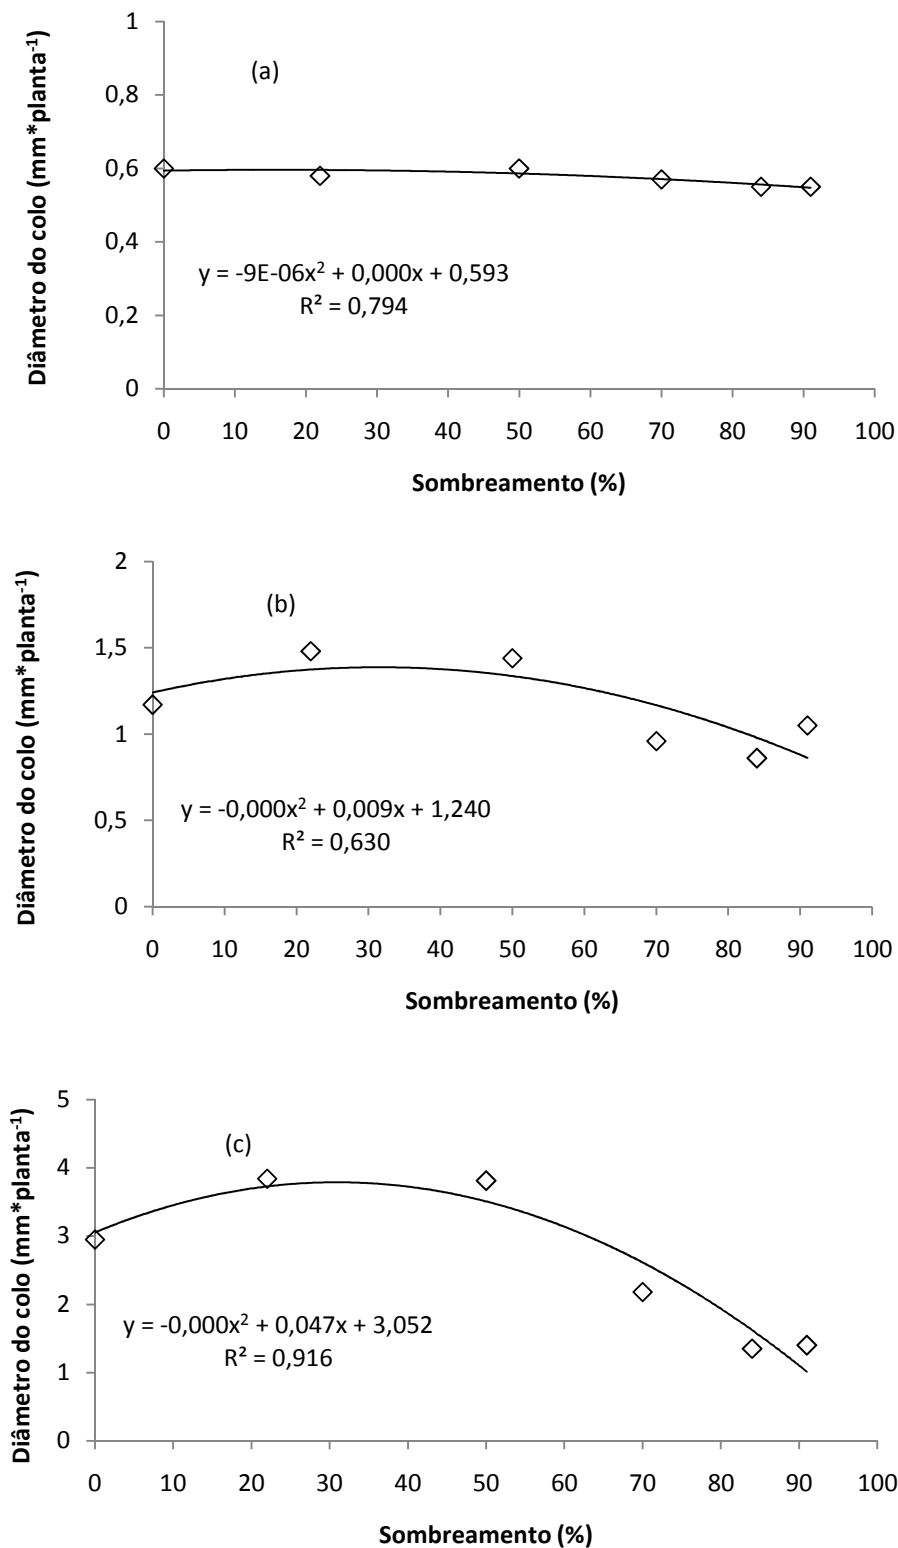 Diâmetro do colo (mm*planta⁻¹)
1
0,8
0,6
0,4
0,2
0
(a)
y = -9E-06x² + 0,000x + 0,593
R² = 0,794
0 10 20 30 40 50 60 70 80 90 100
Sombreamento (%)
Diâmetro do colo (mm*planta⁻¹)
2
1,5
1
0,5
0
(b)
y = -0,000x² + 0,009x + 1,240
R² = 0,630
0 10 20 30 40 50 60 70 80 90 100
Sombreamento (%)
Diâmetro do colo (mm*planta⁻¹)
5
4
3
2
1
0
(c)
y = -0,000x² + 0,047x + 3,052
R² = 0,916
0 10 20 30 40 50 60 70 80 90 100
Sombreamento (%)